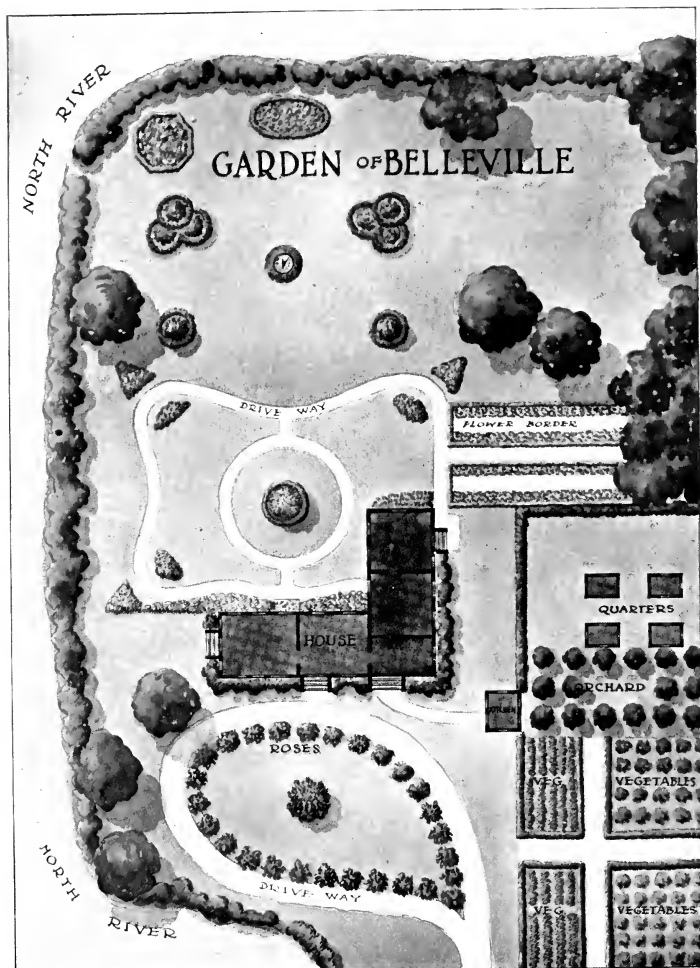 NORTH RIVER
GARDEN OF BELLEVILLE
DRIVE WAY
FLOWER BORDER
QUARTERS
HOUSE
ORCHARD
KITCHEN
ROSES
VEG.
VEGETABLES
DRIVE WAY
NORTH RIVER
VEG.
VEGETABLES